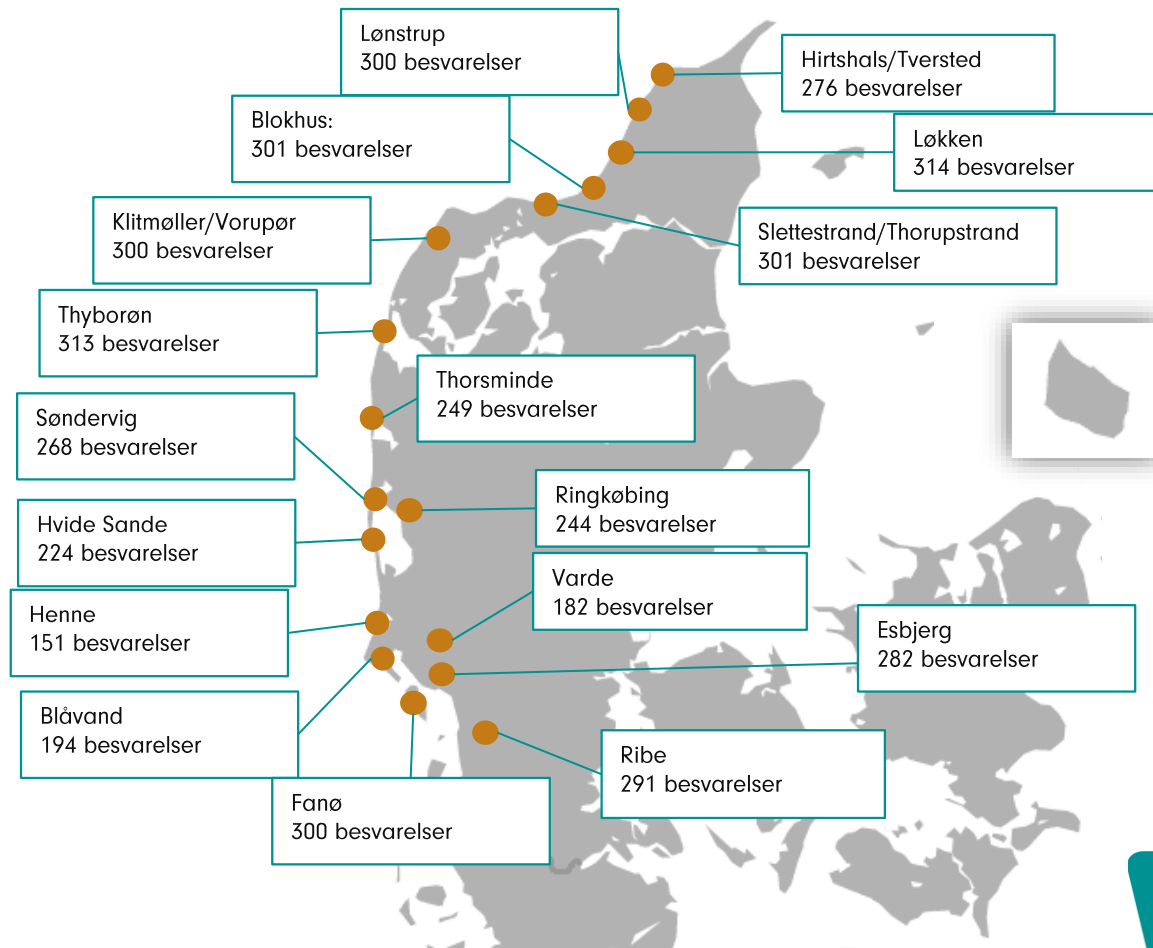 Lønstrup
300 besvarelser
Hirtshals/Tversted
276 besvarelser
Blokhus:
301 besvarelser
Løkken
314 besvarelser
Klitmøller/Vorupør
300 besvarelser
Slettestrand/Thorupstrand
301 besvarelser
Thyborøn
313 besvarelser
Thorsminde
249 besvarelser
Søndervig
268 besvarelser
Ringkøbing
244 besvarelser
Hvide Sande
224 besvarelser
Varde
182 besvarelser
Henne
151 besvarelser
Esbjerg
282 besvarelser
Blåvand
194 besvarelser
Ribe
291 besvarelser
Fanø
300 besvarelser